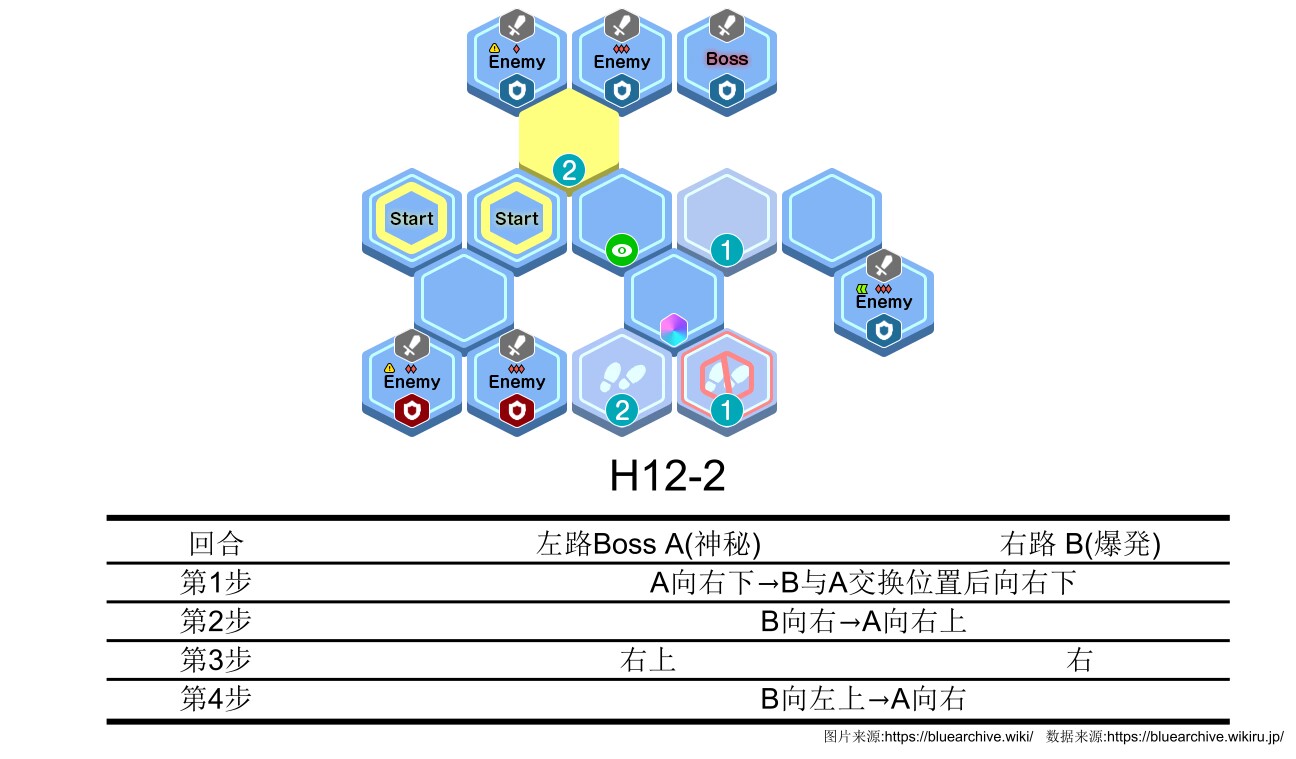 Enemy Enemy Boss
2
Start Start 1
Enemy
Enemy Enemy 2 1
H12-2
回合 左路Boss A(神秘) 右路 B(爆発)
第1步 A向右下→B与A交换位置后向右下
第2步 B向右→A向右上
第3步 右上 右
第4步 B向左上→A向右
图片来源:https://bluearchive.wiki/ 数据来源:https://bluearchive.wikiru.jp/